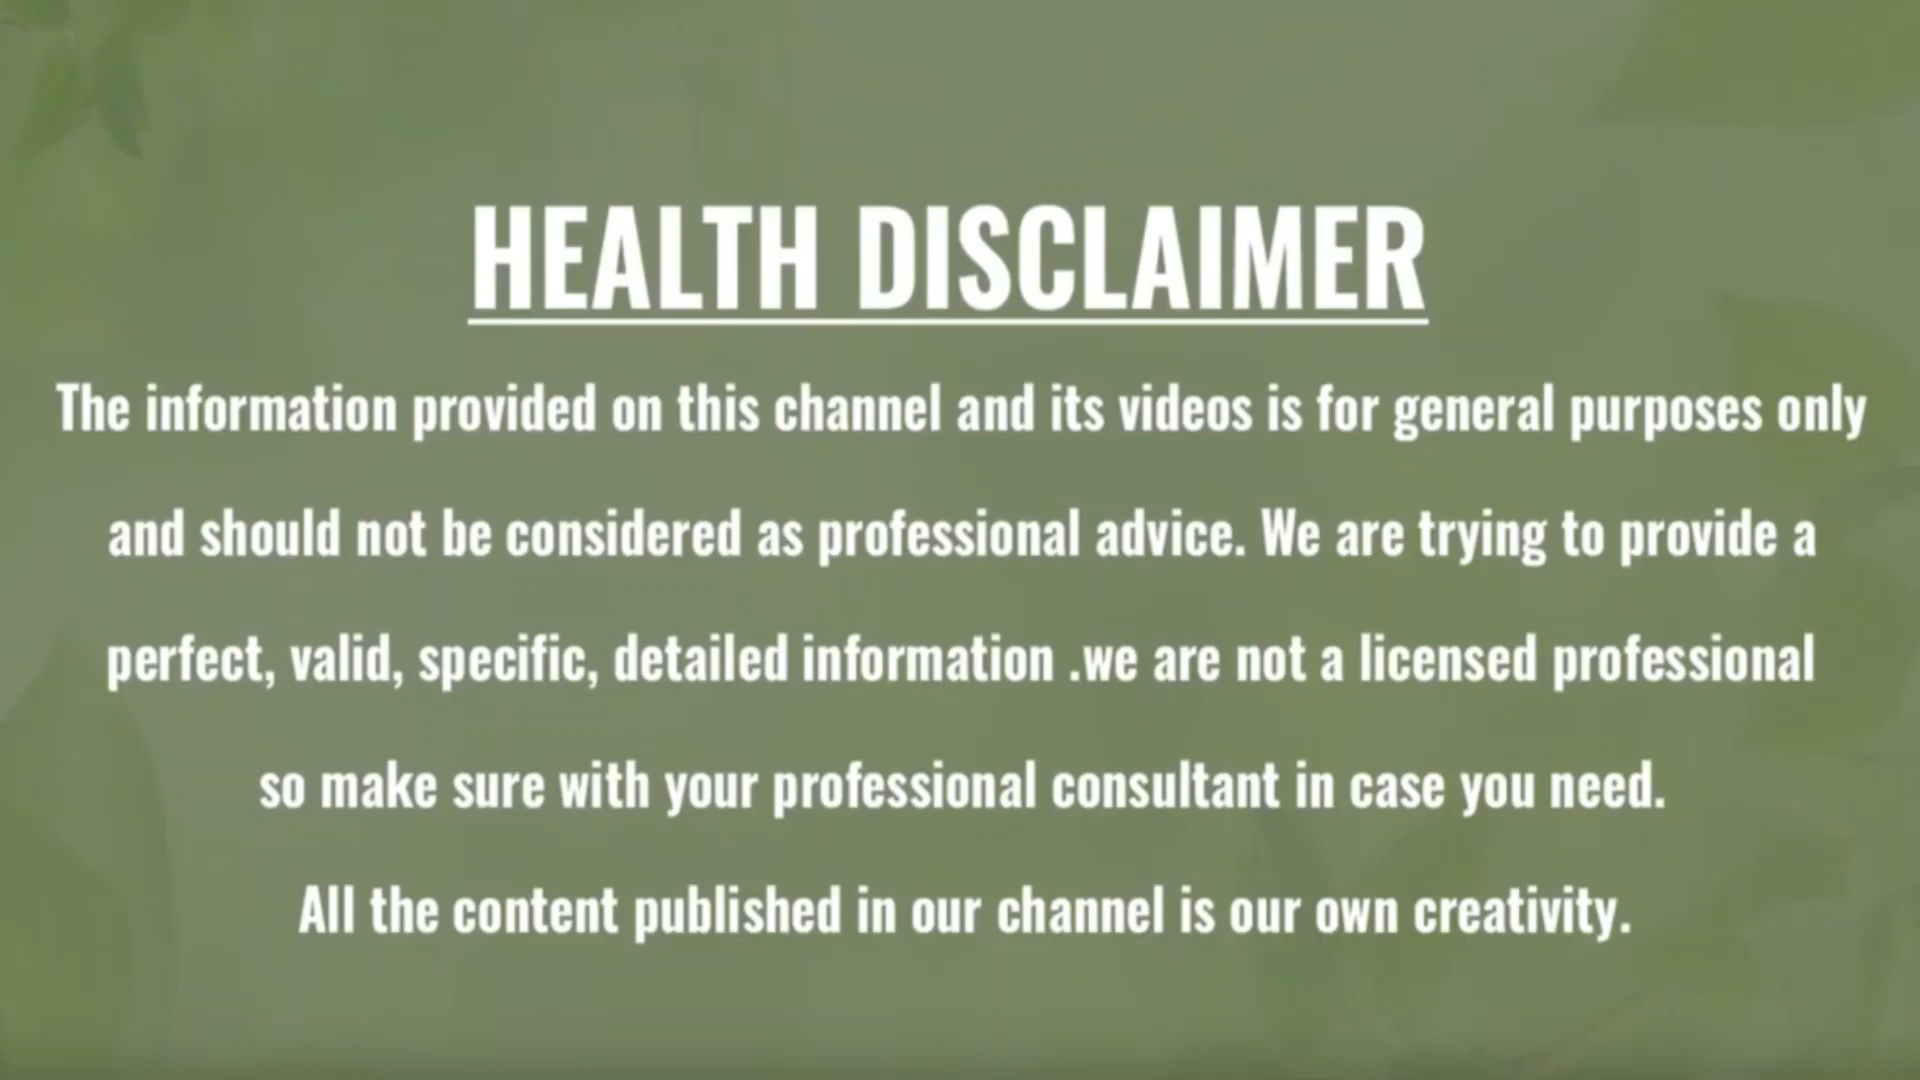 HEALTH DISCLAIMER
The information provided on this channel and its videos is for general purposes only
and should not be considered as professional advice. We are trying to provide a
perfect, valid, specific, detailed information .we are not a licensed professional
so make sure with your professional consultant in case you need.
All the content published in our channel is our own creativity.